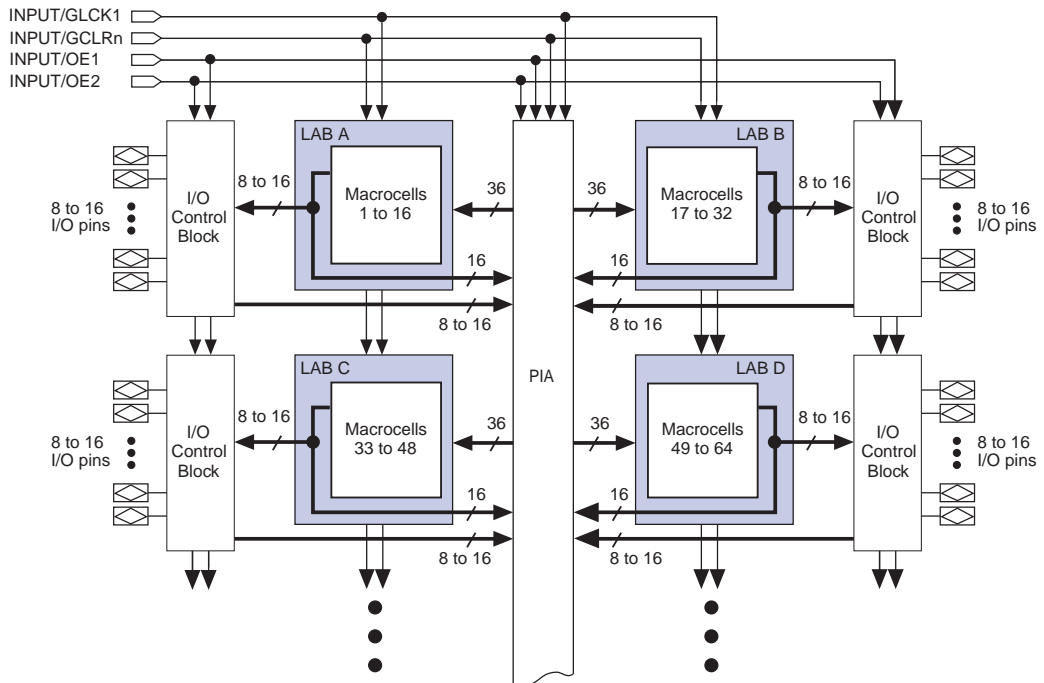 INPUT/GLCK1
INPUT/GCLRn
INPUT/OE1
INPUT/OE2
LAB A
LAB B
8 to 16
I/O pins
I/O
Control
Block
8 to 16
Macrocells
1 to 16
36
36
Macrocells
17 to 32
8 to 16
I/O
Control
Block
8 to 16
I/O pins
16
16
8 to 16
8 to 16
PIA
LAB C
LAB D
8 to 16
I/O pins
I/O
Control
Block
8 to 16
Macrocells
33 to 48
36
36
Macrocells
49 to 64
8 to 16
I/O
Control
Block
8 to 16
I/O pins
16
16
8 to 16
8 to 16